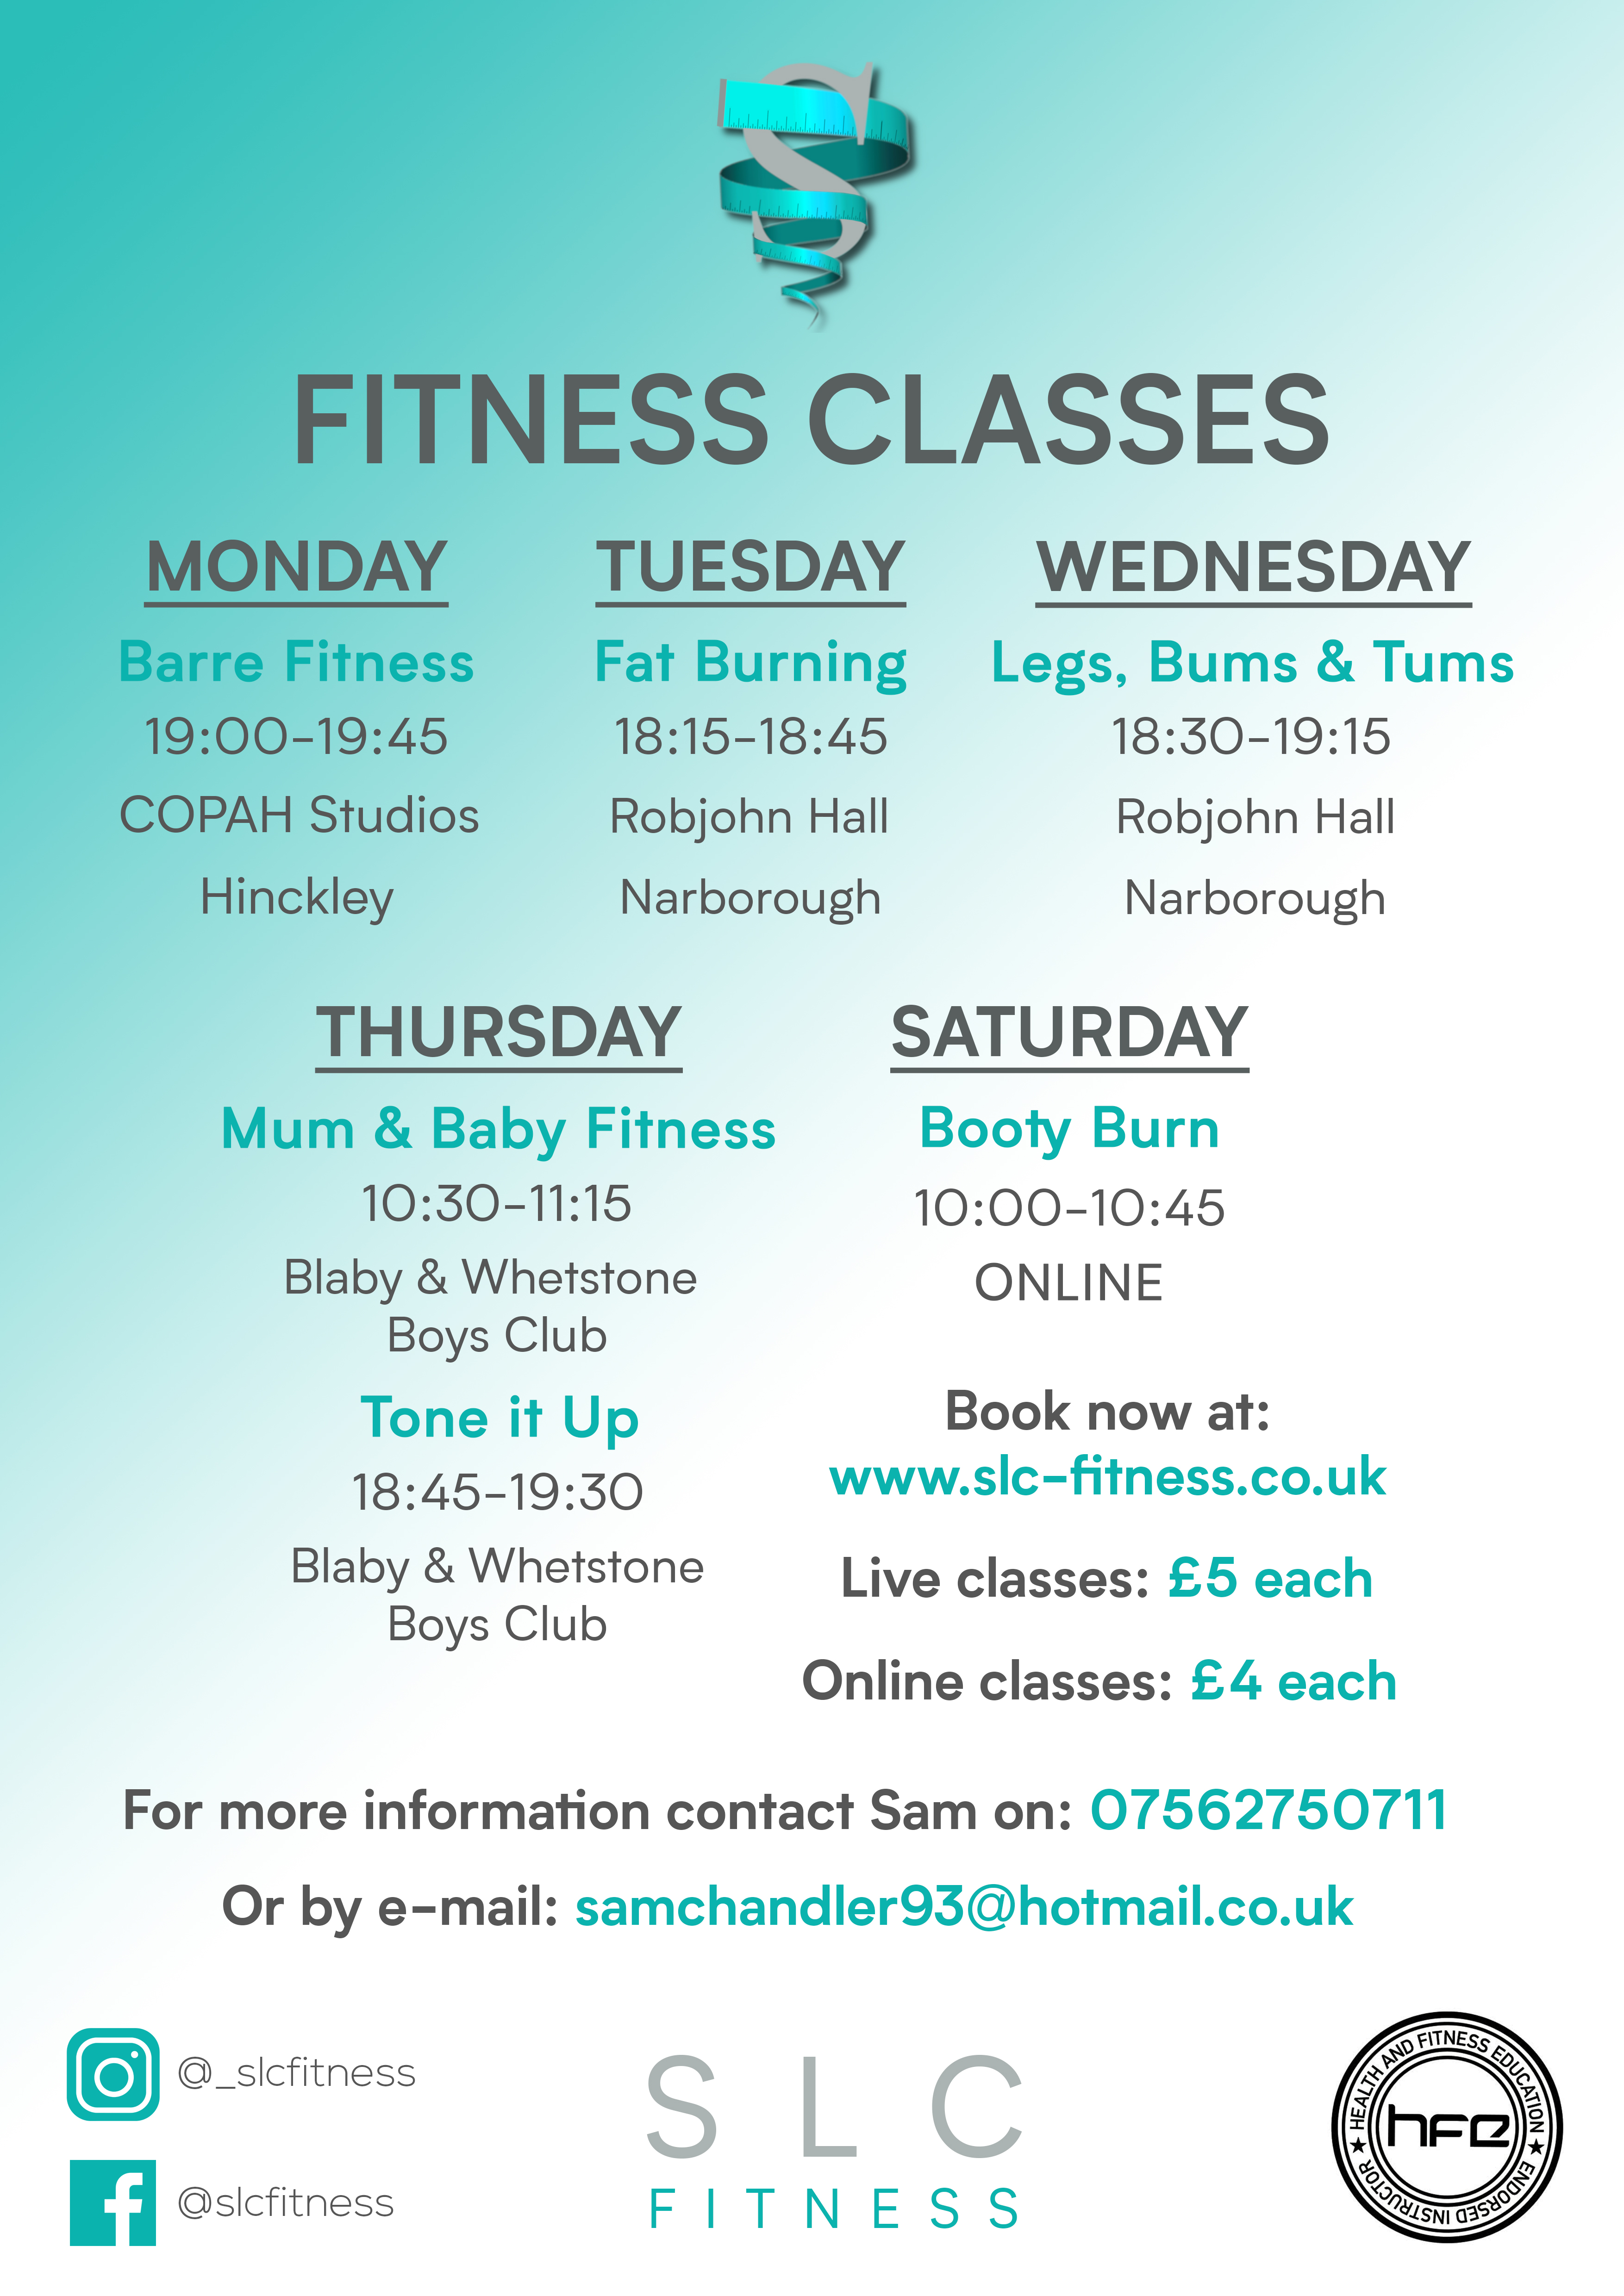 S
FITNESS CLASSES
MONDAY
Barre Fitness
19:00-19:45
COPAH Studios
Hinckley
TUESDAY
Fat Burning
18:15-18:45
Robjohn Hall
Narborough
WEDNESDAY
Legs, Bums & Tums
18:30-19:15
Robjohn Hall
Narborough
THURSDAY
Mum & Baby Fitness
10:30-11:15
Blaby & Whetstone
Boys Club
Tone it Up
18:45-19:30
Blaby & Whetstone
Boys Club
SATURDAY
Booty Burn
10:00-10:45
ONLINE
Book now at:
www.slc-fitness.co.uk
Live classes: £5 each
Online classes: £4 each
For more information contact Sam on: 07562750711
Or by e-mail: samchandler93@hotmail.co.uk
@_slcfitness
@slcfitness
SLC
FITNESS
HEALTH AND FITNESS EDUCATION
hfe
ENDORSED INSTRUCTOR